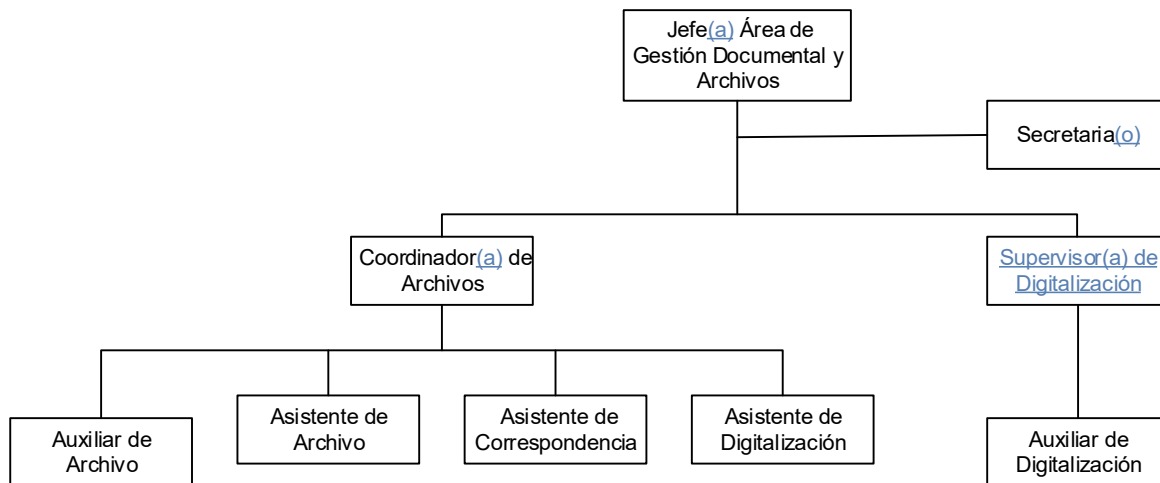 Jefe(a) Área de
Gestión Documental y
Archivos
Secretaria(o)
Coordinador(a) de
Archivos
Supervisor(a) de
Digitalización
Auxiliar de
Archivo
Asistente de
Archivo
Asistente de
Correspondencia
Asistente de
Digitalización
Auxiliar de
Digitalización